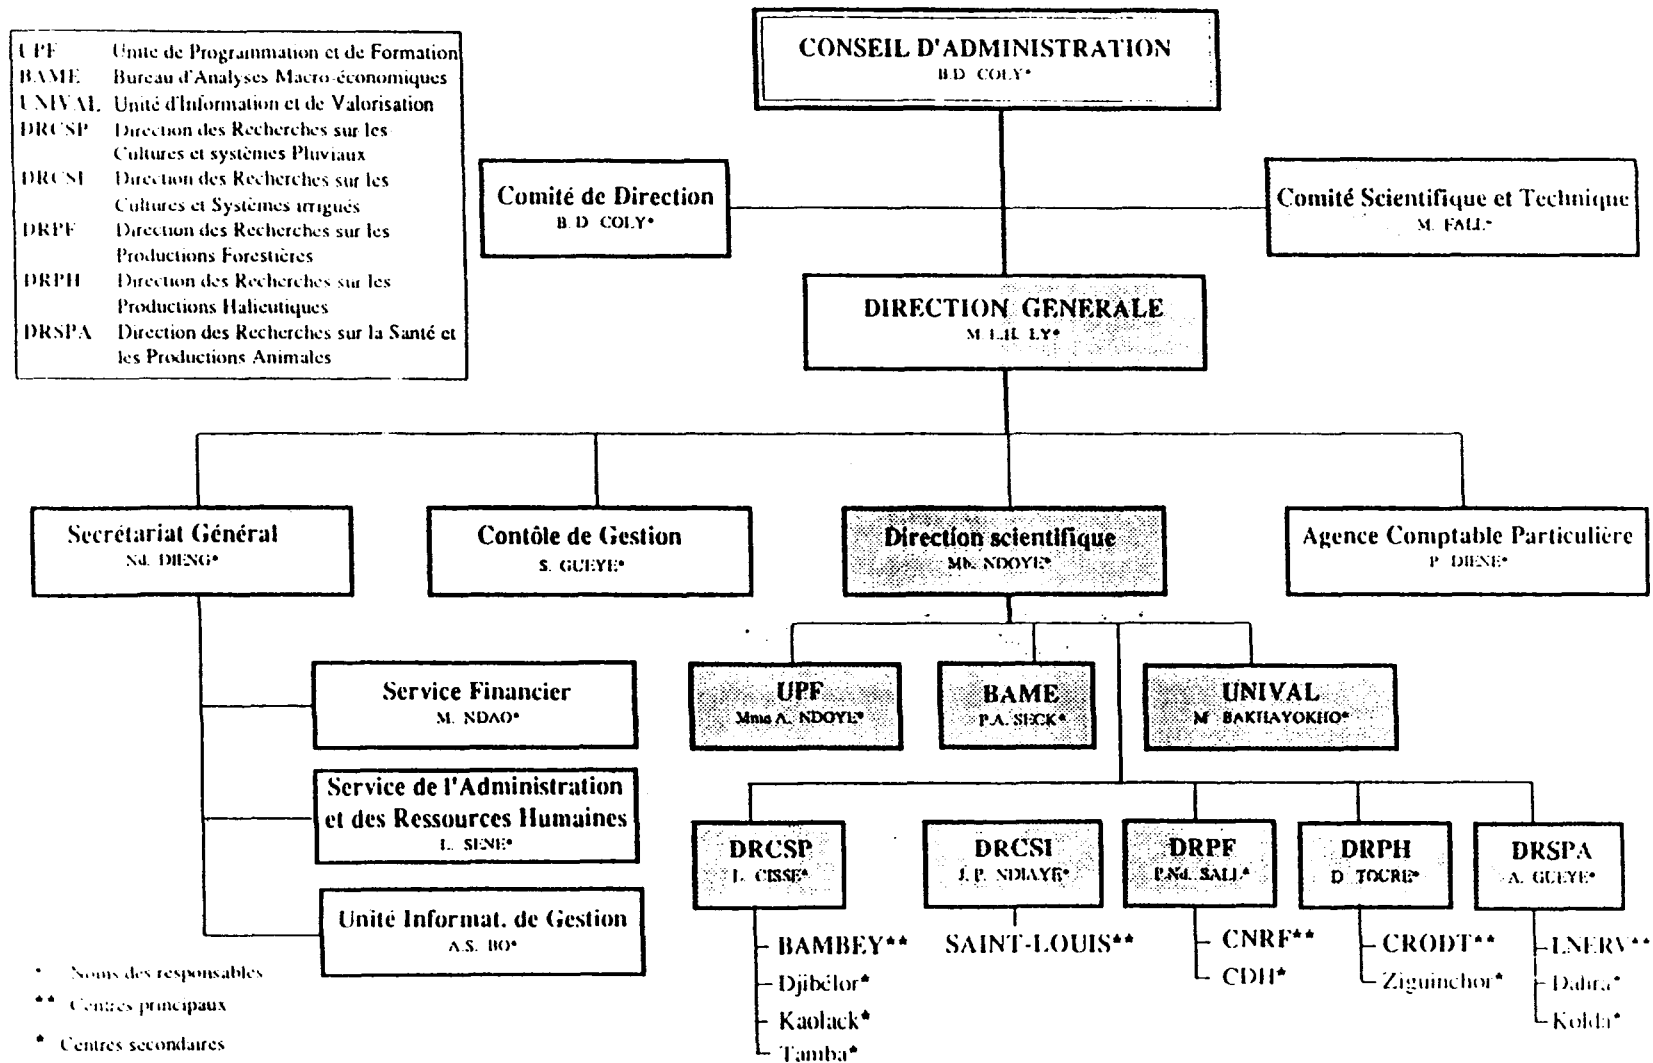 UPF Unite de Programmation et de Formation
BAME Bureau d'Analyses Macro-économiques
UNIVAL Unité d'Information et de Valorisation
DRCSP Direction des Recherches sur les
Cultures et systèmes Pluviaux
DRCSI Direction des Recherches sur les
Cultures et Systèmes irrigués
DRPF Direction des Recherches sur les
Productions Forestières
DRPH Direction des Recherches sur les
Productions Halieutiques
DRSPA Direction des Recherches sur la Santé et
les Productions Animales
CONSEIL D'ADMINISTRATION
B.D COLY*
Comité de Direction
B. D COLY*
Comité Scientifique et Technique
M. FALL*
DIRECTION GENERALE
LY*
Secrétariat Général
Nd. DIENG*
Contôle de Gestion
S. GUEYE*
Direction scientifique
NDOYE*
Agence Comptable Particulière
P. DIENE*
Service Financier
M. NDAO*
UPF
Mme A. NDOYE*
BAME
P.A. SECK*
UNIVAL
M BAKHAYOKHO*
Service de l'Administration
et des Ressources Humaines
L. SENE*
DRCSP
L. CISSE*
DRCSI
J. P. NDIAYE*
DRPF
P.Nd. SALL*
DRPH
D TOURE*
DRSPA
A. GUEYE*
Unité Informat. de Gestion
A.S. BO*
BAMBEY**
Djibélor*
Kaolack*
Tamba*
SAINT-LOUIS**
CNRF**
CDH*
CRODT**
Ziguinchor*
LNERV**
Dahra*
Kolda*
* Noms des responsables
** Centres principaux
* Centres secondaires